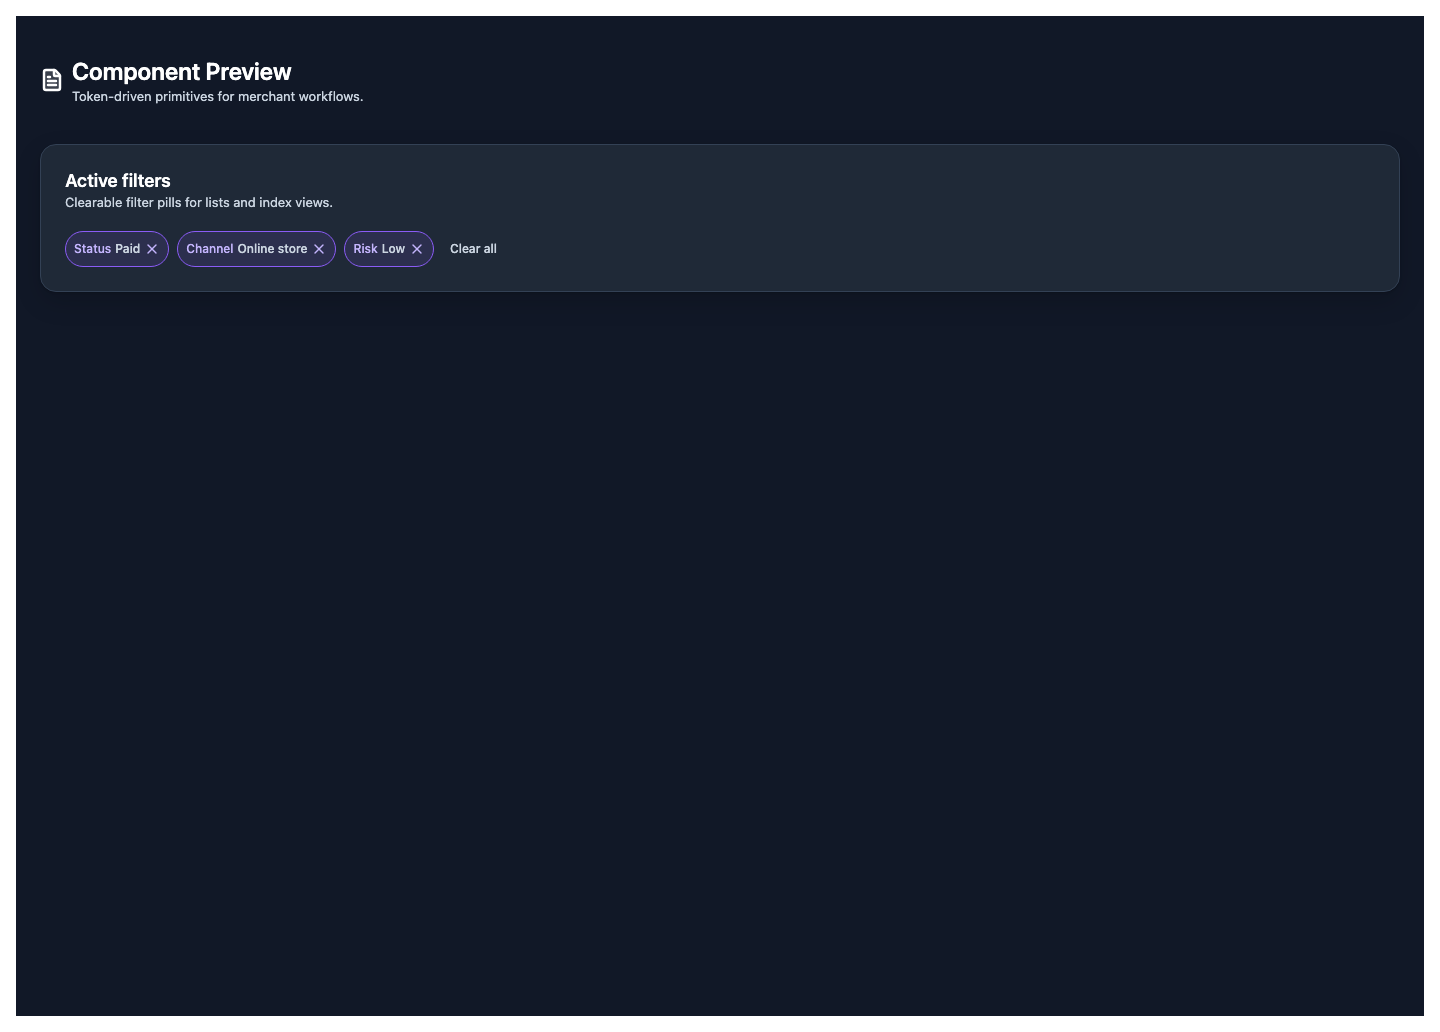 Component Preview
Token-driven primitives for merchant workflows.
Active filters
Clearable filter pills for lists and index views.
Status Paid Channel Online store Risk Low Clear all